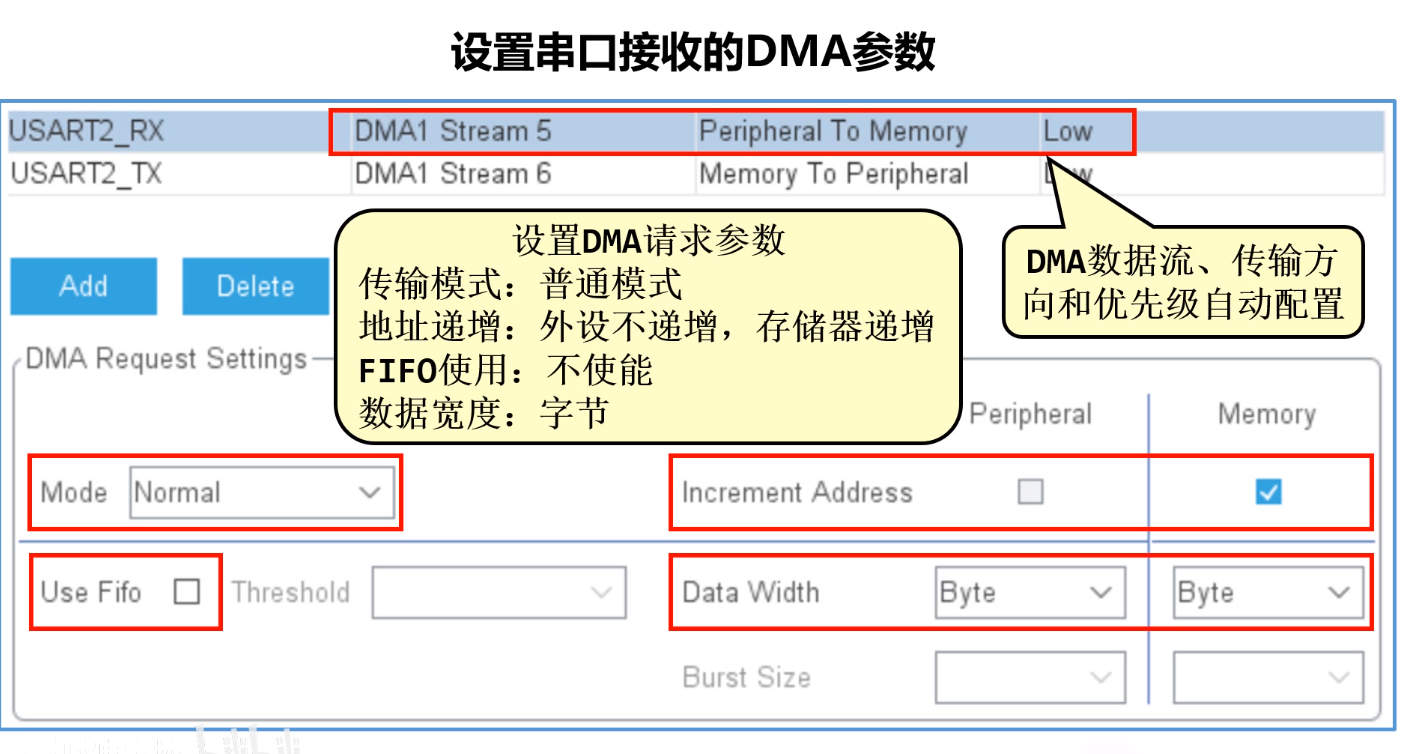 设置串口接收的DMA参数
USART2_RX DMA1 Stream 5 Peripheral To Memory Low
USART2_TX DMA1 Stream 6 Memory To Peripheral Low
设置DMA请求参数
传输模式：普通模式
地址递增：外设不递增，存储器递增
FIFO使用：不使能
数据宽度：字节
DMA数据流、传输方
向和优先级自动配置
Add Delete
DMA Request Settings
Peripheral Memory
Mode Normal Increment Address
Use Fifo Threshold Data Width Byte Byte
Burst Size